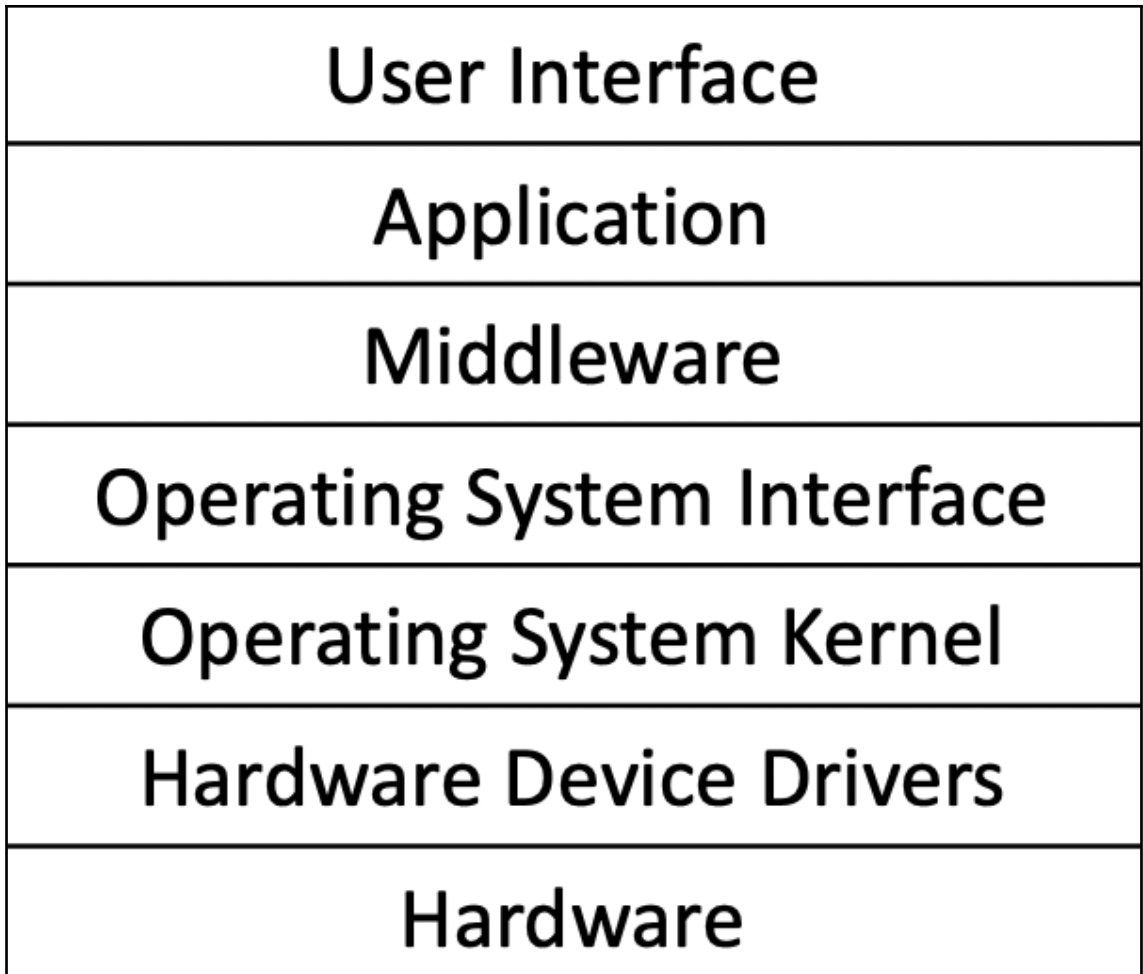 User Interface
Application
Middleware
Operating System Interface
Operating System Kernel
Hardware Device Drivers
Hardware